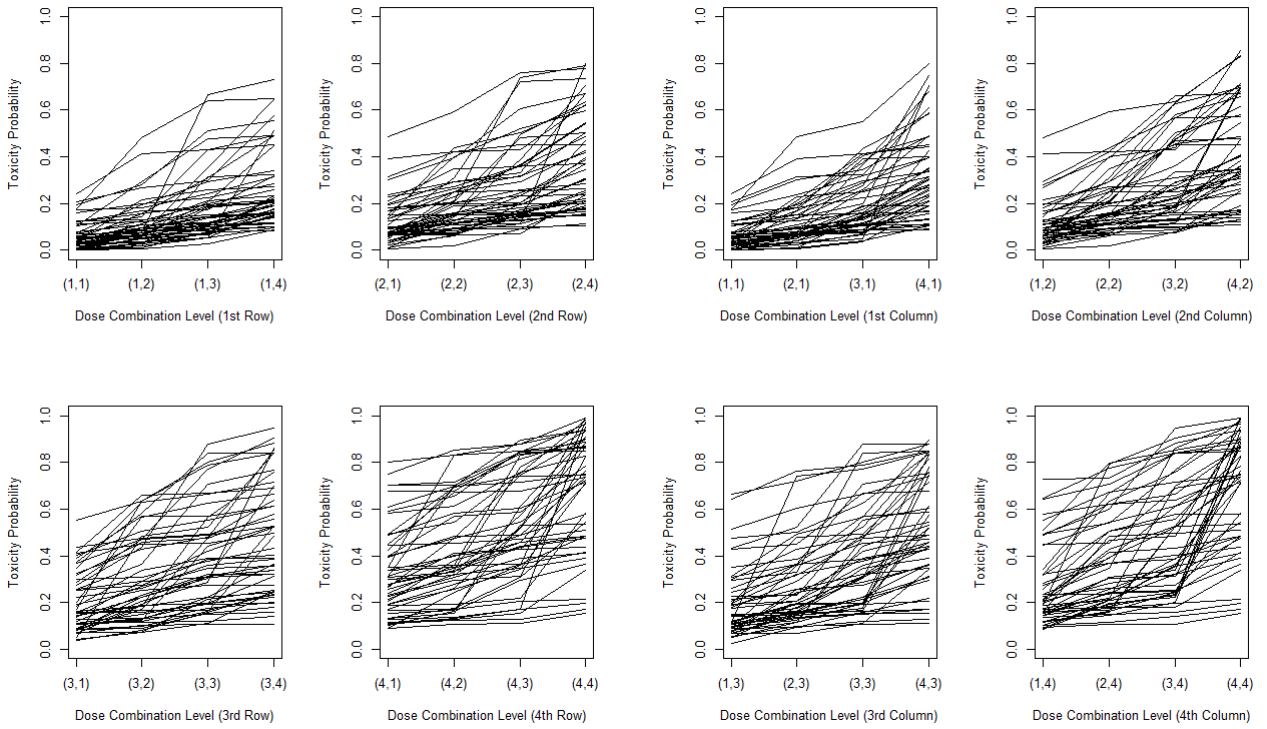 Toxicity Probability
0.0 0.2 0.4 0.6 0.8 1.0
(1,1) (1,2) (1,3) (1,4)
Dose Combination Level (1st Row)
Toxicity Probability
0.0 0.2 0.4 0.6 0.8 1.0
(2,1) (2,2) (2,3) (2,4)
Dose Combination Level (2nd Row)
Toxicity Probability
0.0 0.2 0.4 0.6 0.8 1.0
(1,1) (2,1) (3,1) (4,1)
Dose Combination Level (1st Column)
Toxicity Probability
0.0 0.2 0.4 0.6 0.8 1.0
(1,2) (2,2) (3,2) (4,2)
Dose Combination Level (2nd Column)
Toxicity Probability
0.0 0.2 0.4 0.6 0.8 1.0
(3,1) (3,2) (3,3) (3,4)
Dose Combination Level (3rd Row)
Toxicity Probability
0.0 0.2 0.4 0.6 0.8 1.0
(4,1) (4,2) (4,3) (4,4)
Dose Combination Level (4th Row)
Toxicity Probability
0.0 0.2 0.4 0.6 0.8 1.0
(1,3) (2,3) (3,3) (4,3)
Dose Combination Level (3rd Column)
Toxicity Probability
0.0 0.2 0.4 0.6 0.8 1.0
(1,4) (2,4) (3,4) (4,4)
Dose Combination Level (4th Column)